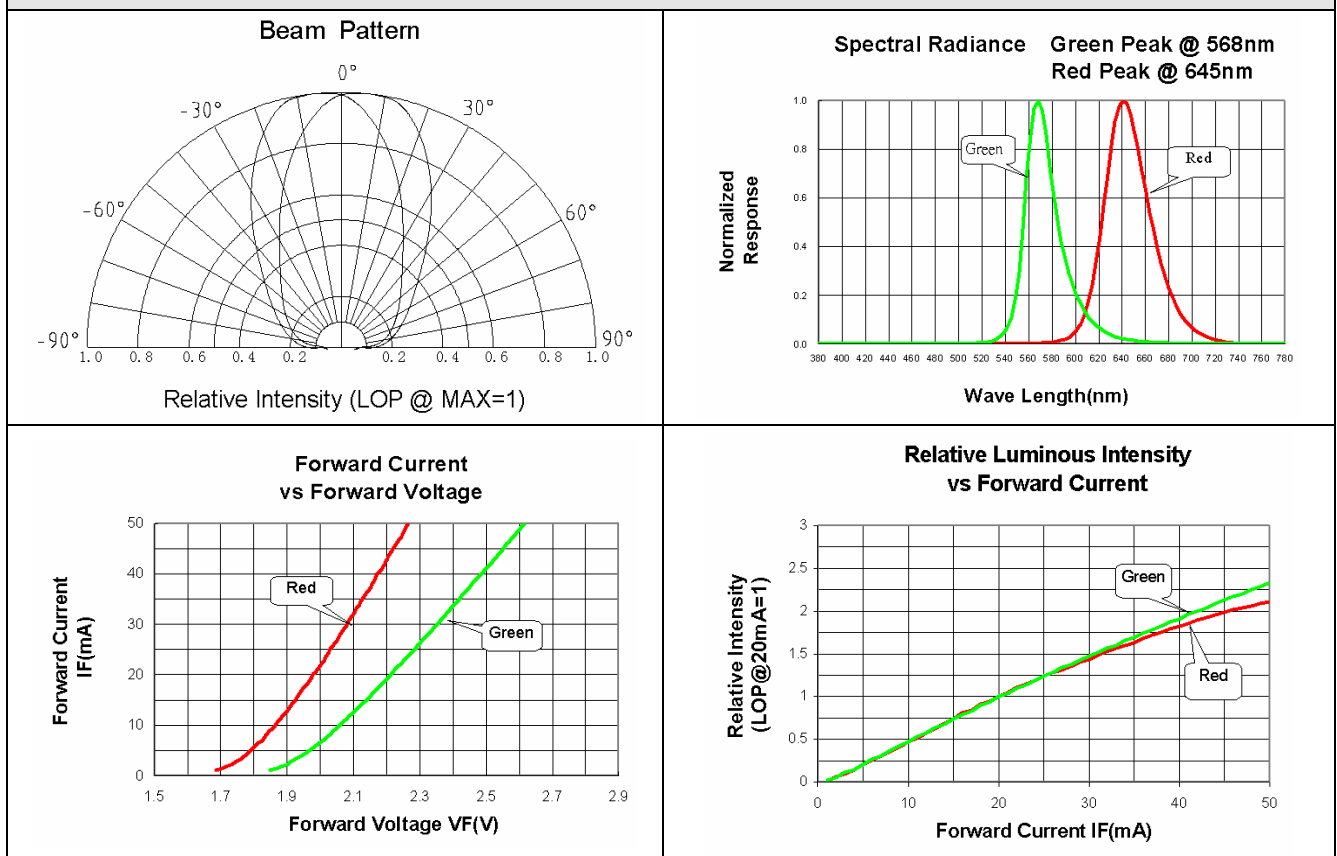 Beam Pattern
0°
-30° 30°
-60° 60°
-90° 90°
1.0 0.8 0.6 0.4 0.2 0.2 0.4 0.6 0.8 1.0
Relative Intensity (LOP @ MAX=1)
Spectral Radiance Green Peak @ 568nm
Red Peak @ 645nm
1.0
0.8
0.6
0.4
0.2
0.0
Green
Red
Normalized
Response
380 400 420 440 460 480 500 520 540 560 580 600 620 640 660 680 700 720 740 760 780
Wave Length(nm)
Forward Current
vs Forward Voltage
50
40
30
20
10
0
Red
Green
Forward Current
IF(mA)
1.5 1.7 1.9 2.1 2.3 2.5 2.7 2.9
Forward Voltage VF(V)
Relative Luminous Intensity
vs Forward Current
3
2.5
2
1.5
1
0.5
0
Green
Red
Relative Intensity
(LOP@20mA=1)
0 10 20 30 40 50
Forward Current IF(mA)